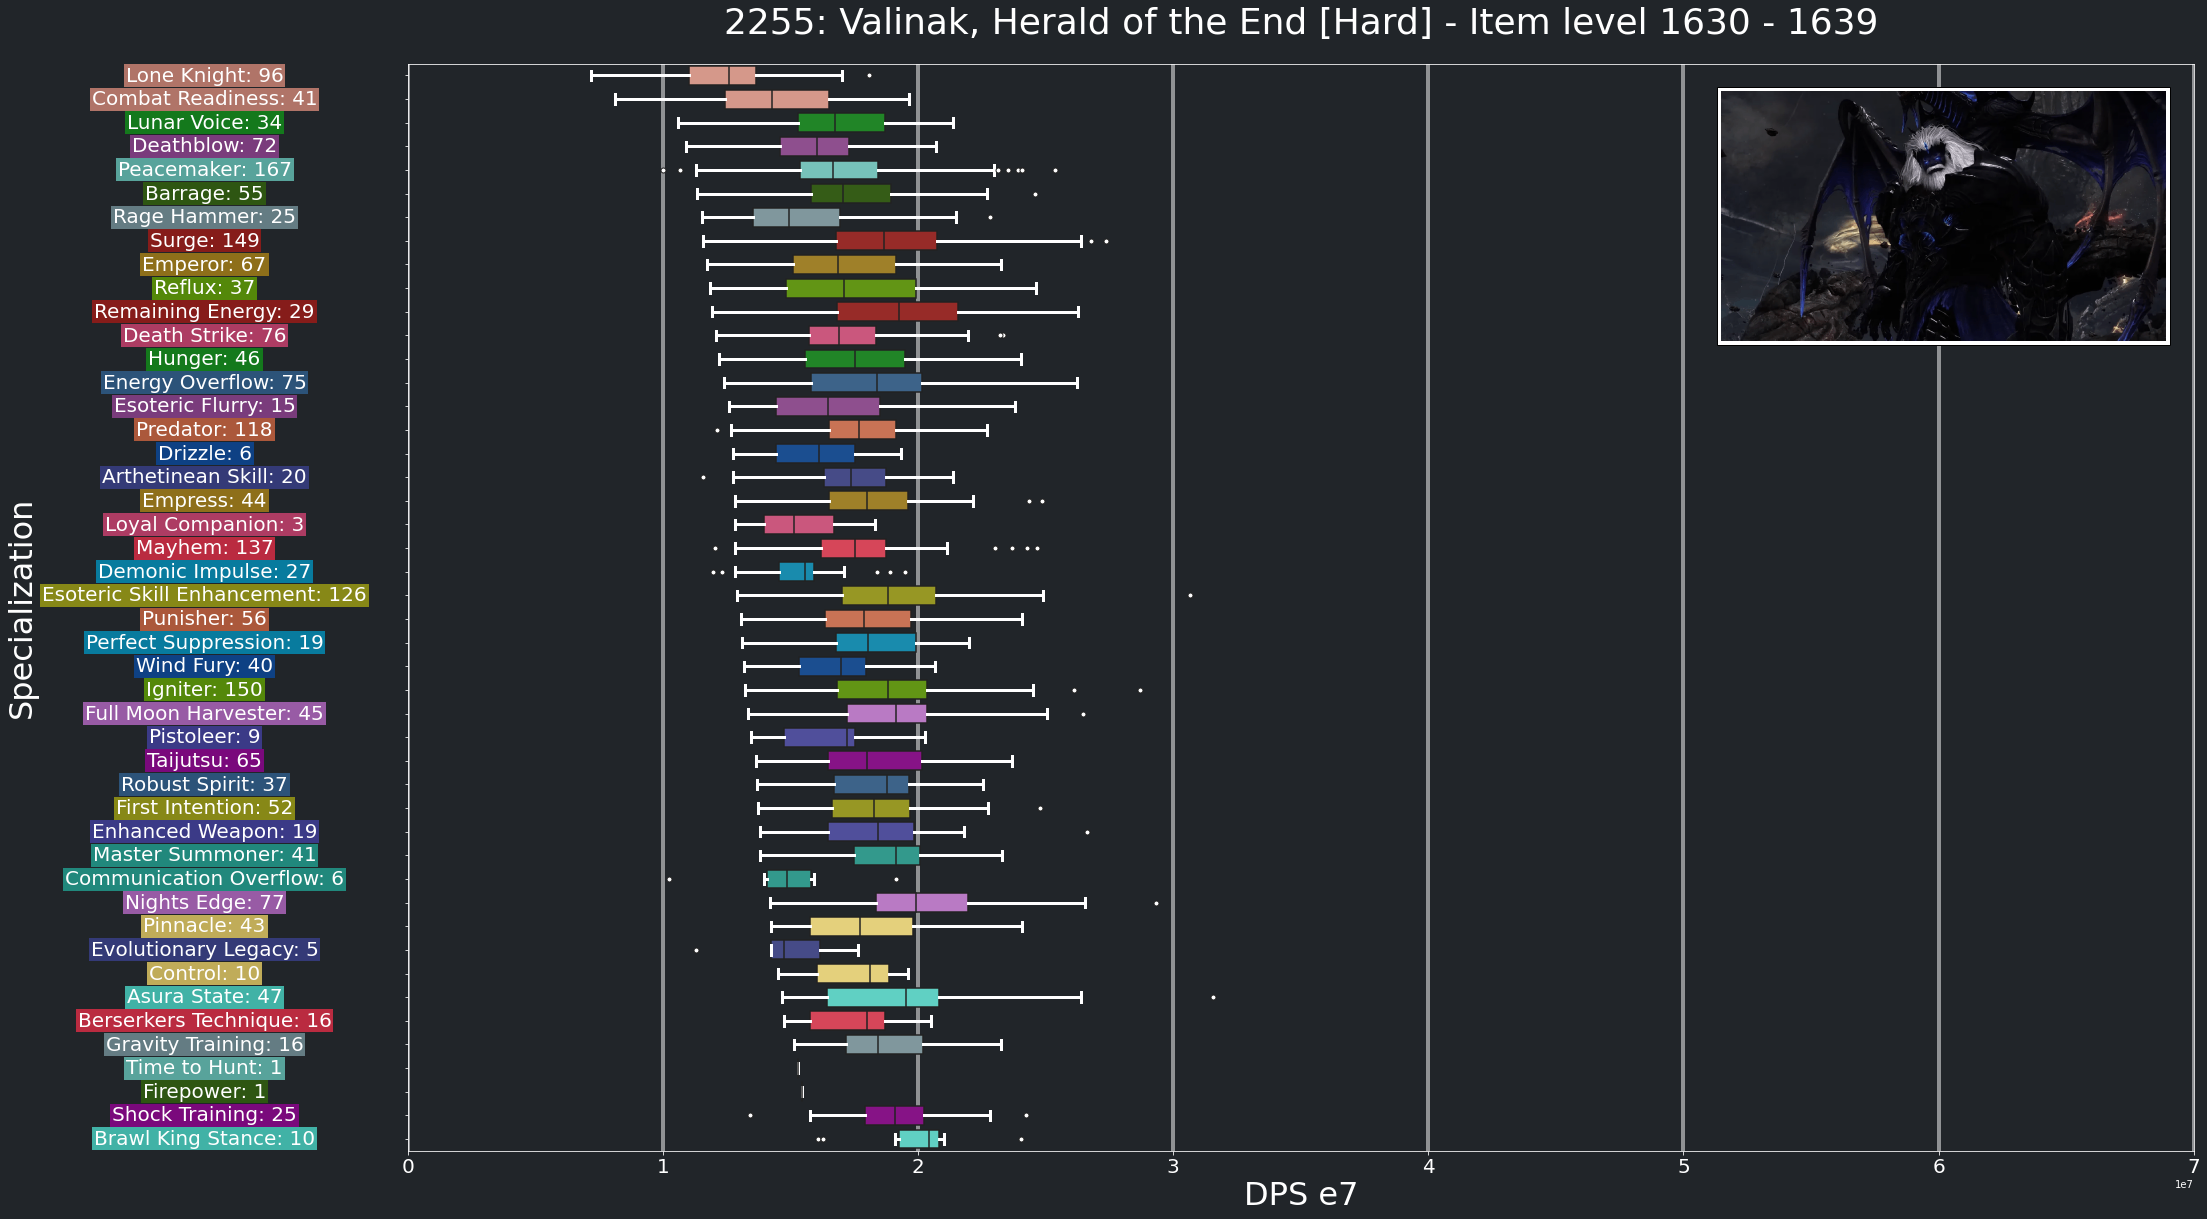 2255: Valinak, Herald of the End [Hard] - Item level 1630 - 1639
Specialization
Lone Knight: 96
Combat Readiness: 41
Lunar Voice: 34
Deathblow: 72
Peacemaker: 167
Barrage: 55
Rage Hammer: 25
Surge: 149
Emperor: 67
Reflux: 37
Remaining Energy: 29
Death Strike: 76
Hunger: 46
Energy Overflow: 75
Esoteric Flurry: 15
Predator: 118
Drizzle: 6
Arthetinean Skill: 20
Empress: 44
Loyal Companion: 3
Mayhem: 137
Demonic Impulse: 27
Esoteric Skill Enhancement: 126
Punisher: 56
Perfect Suppression: 19
Wind Fury: 40
Igniter: 150
Full Moon Harvester: 45
Pistoleer: 9
Taijutsu: 65
Robust Spirit: 37
First Intention: 52
Enhanced Weapon: 19
Master Summoner: 41
Communication Overflow: 6
Nights Edge: 77
Pinnacle: 43
Evolutionary Legacy: 5
Control: 10
Asura State: 47
Berserkers Technique: 16
Gravity Training: 16
Time to Hunt: 1
Firepower: 1
Shock Training: 25
Brawl King Stance: 10
0 1 2 3 4 5 6 7
1e7
DPS e7